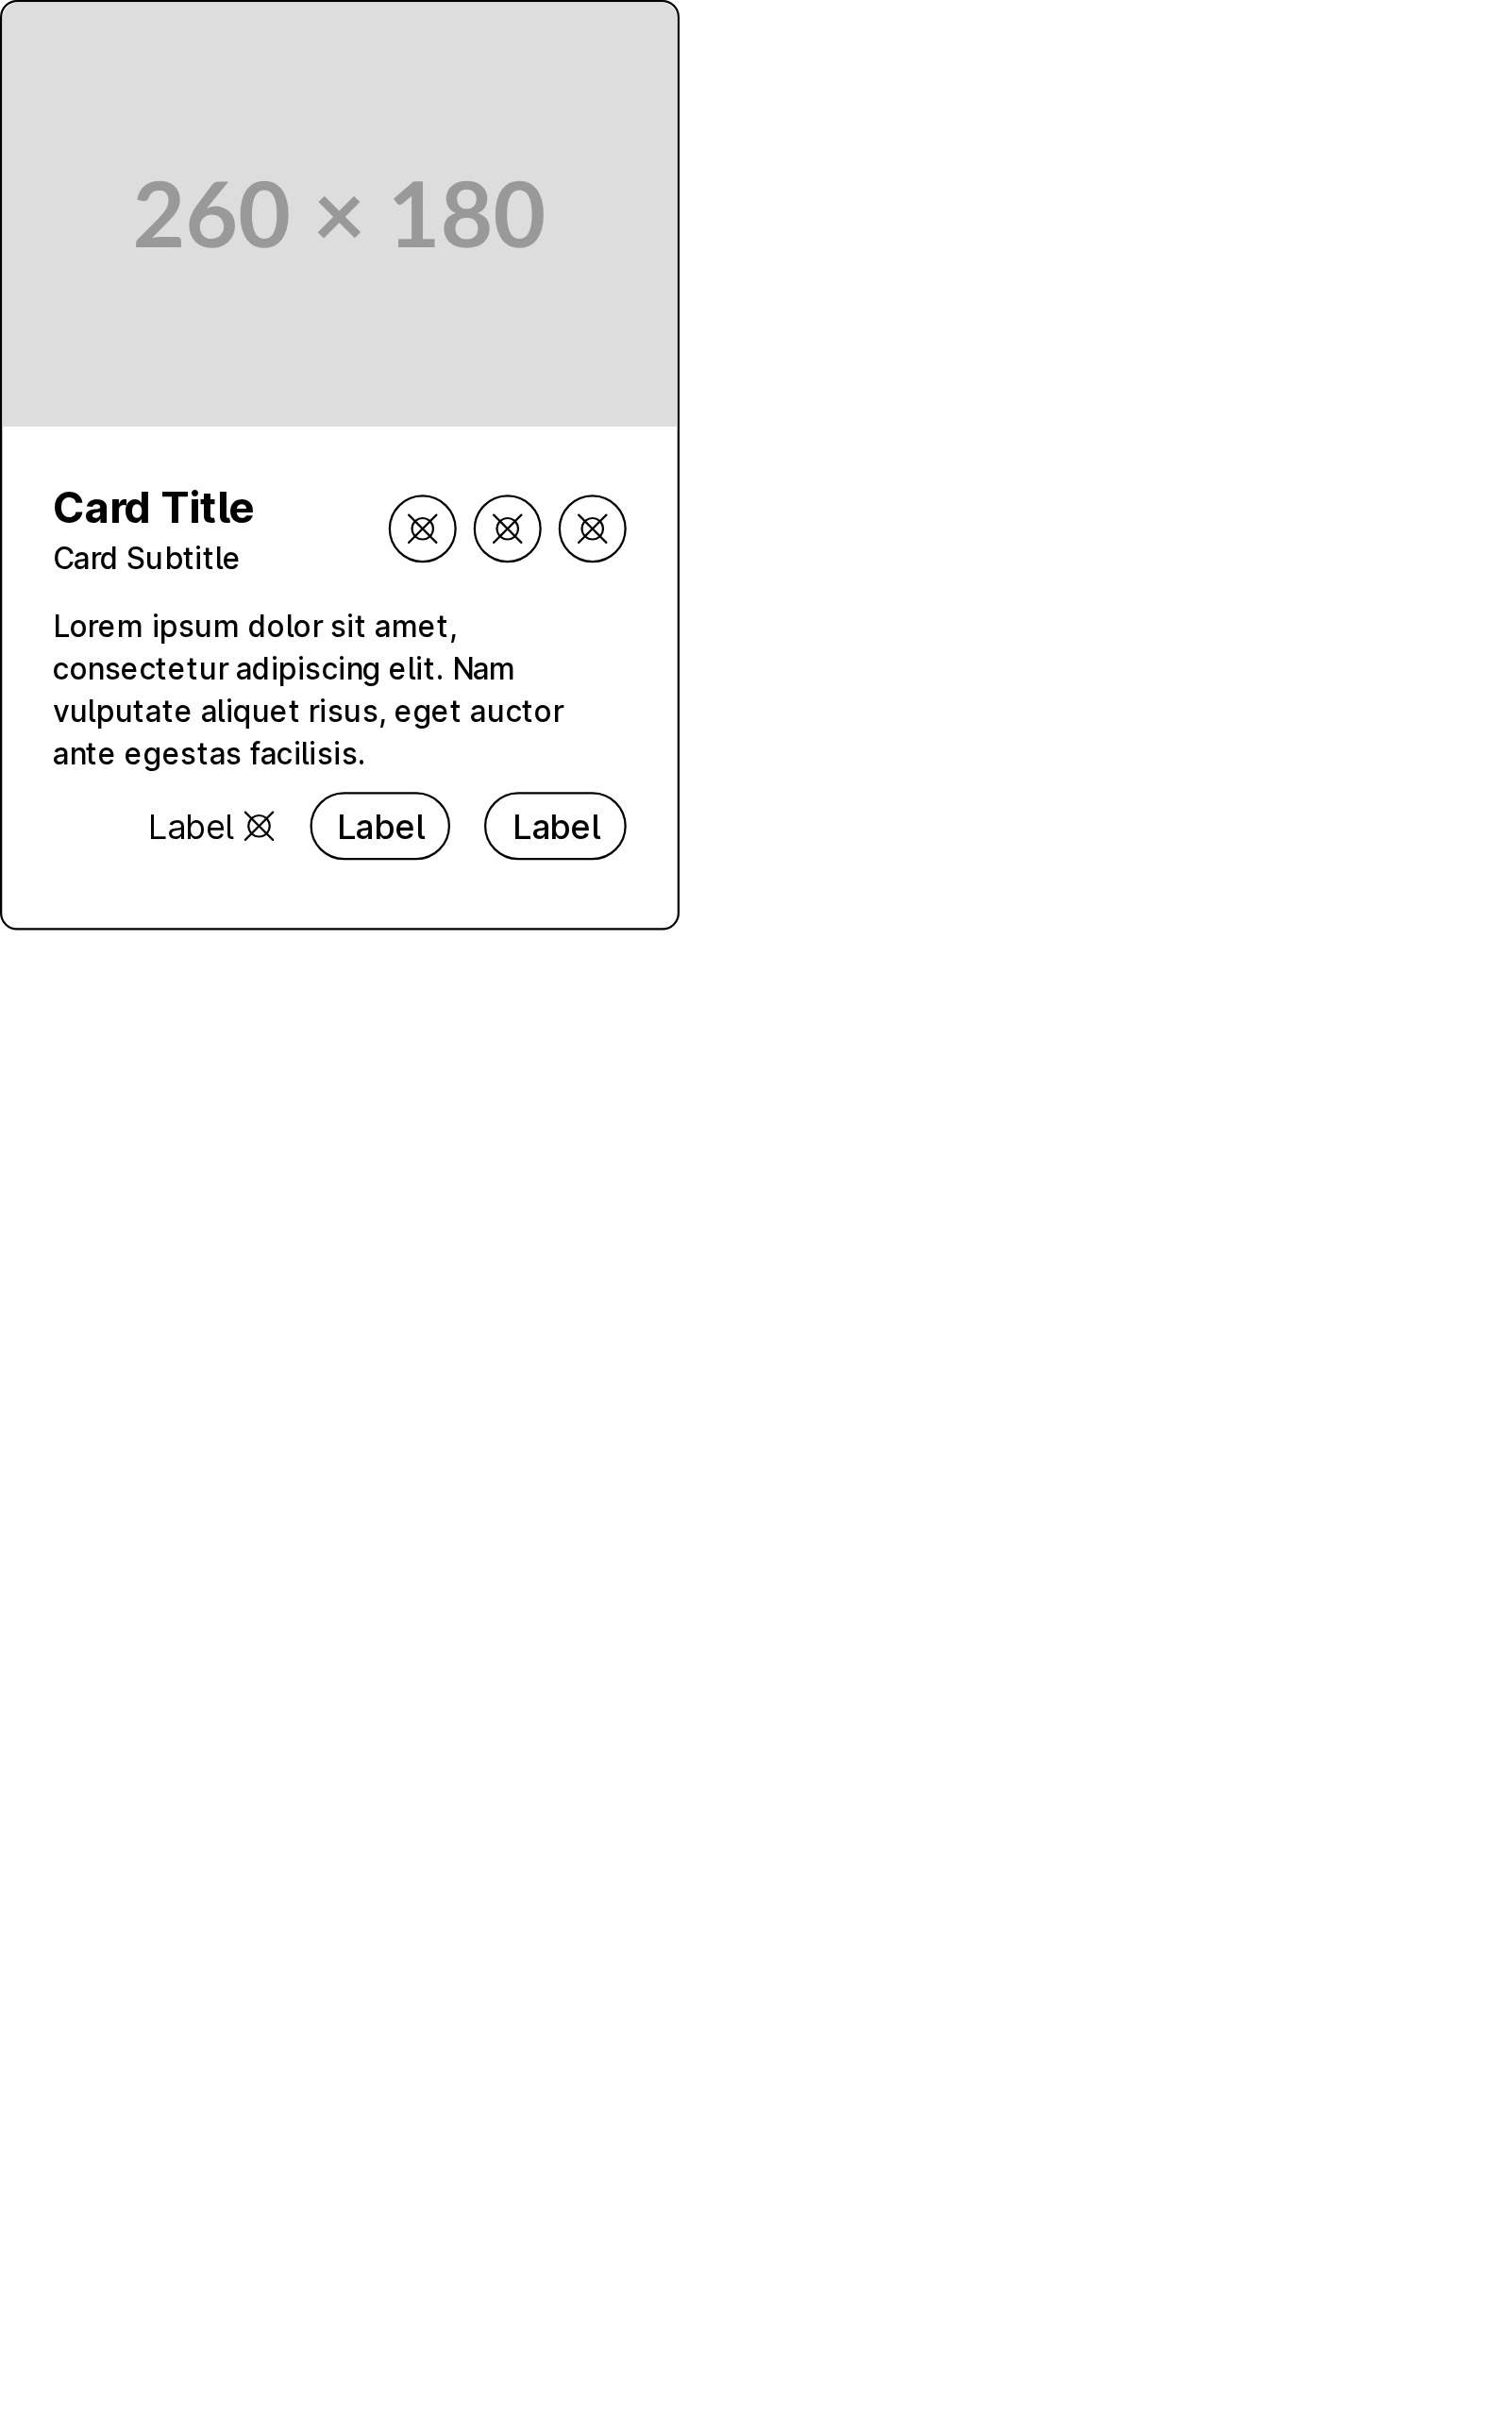 260 × 180
Card Title
Card Subtitle
Lorem ipsum dolor sit amet,
consectetur adipiscing elit. Nam
vulputate aliquet risus, eget auctor
ante egestas facilisis.
Label Label Label